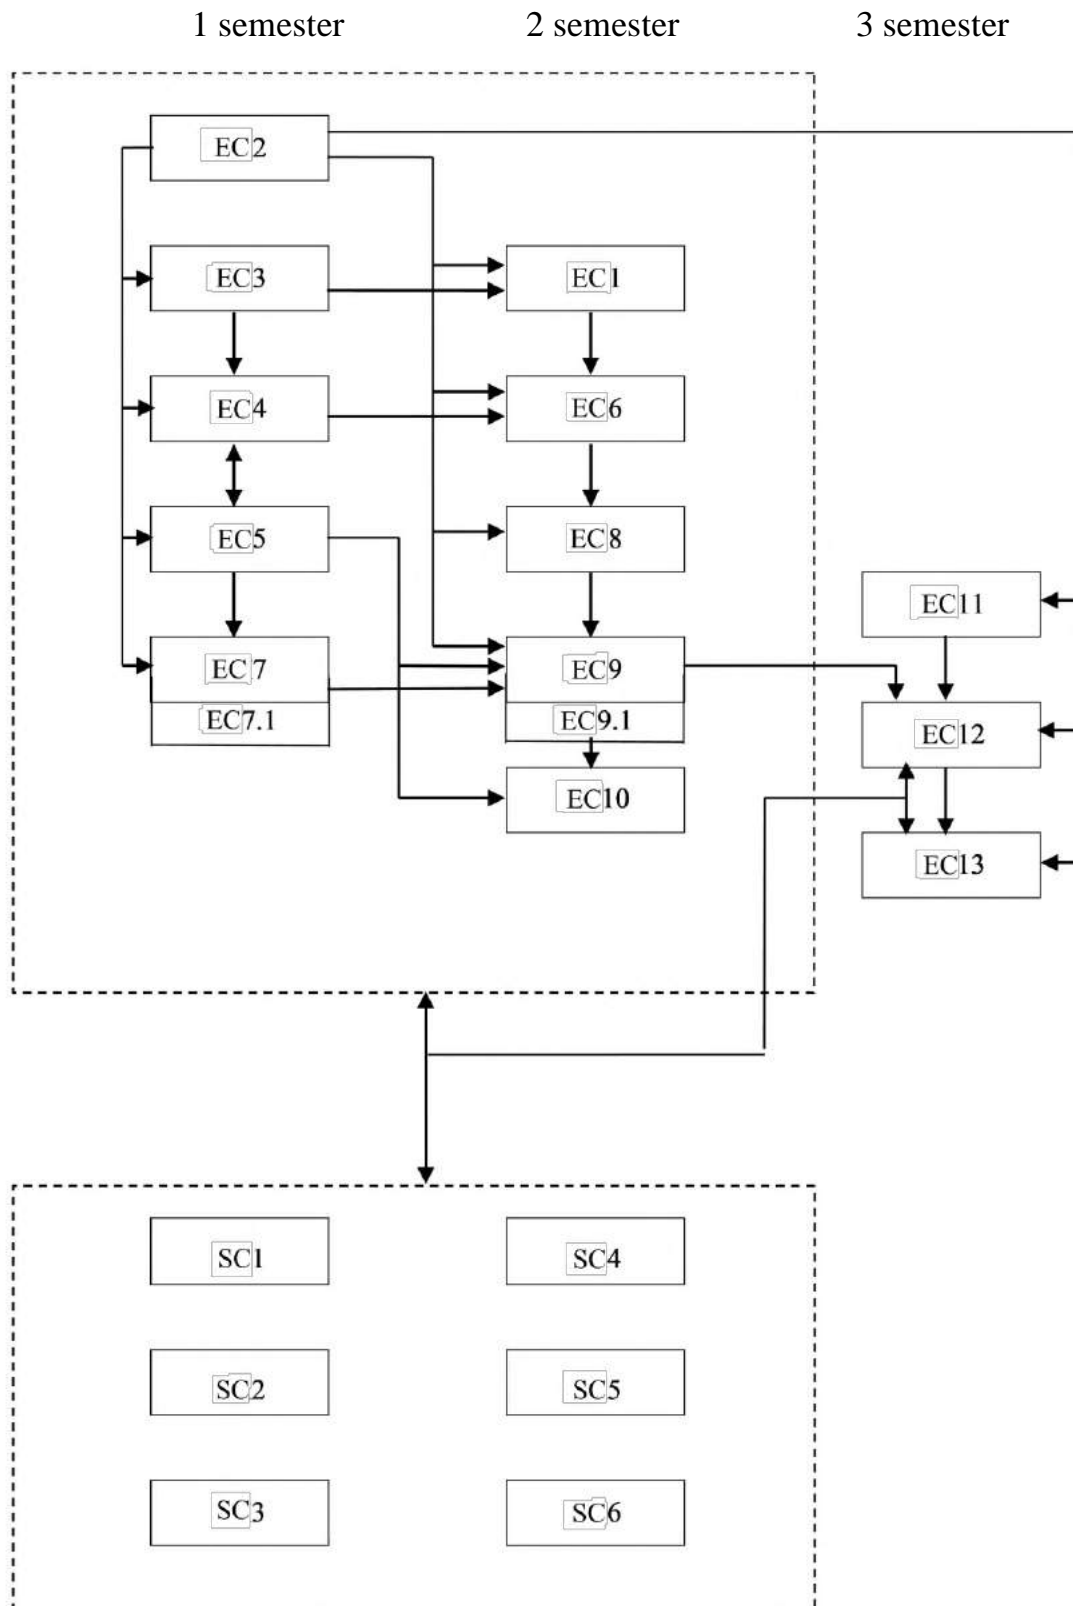 1 semester 2 semester 3 semester
EC2
EC3 EC1
EC4 EC6
EC5 EC8
EC11
EC7 EC9
EC7.1 EC9.1
EC12
EC10
EC13
SC1 SC4
SC2 SC5
SC3 SC6